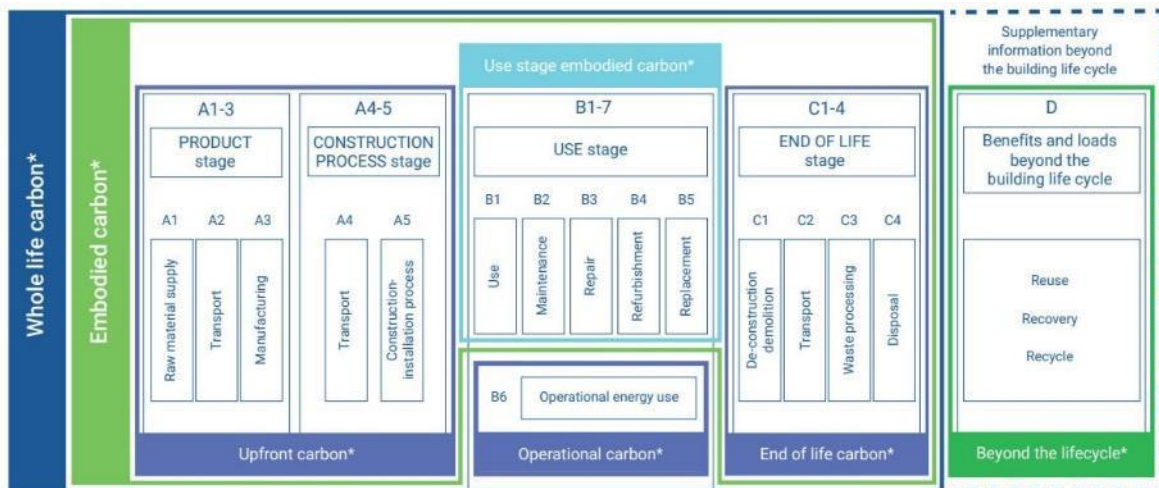 Whole life carbon*
Embodied carbon*
Supplementary
information beyond
the building life cycle
Use stage embodied carbon*
A1-3
PRODUCT
stage
A1
A2
A3
Raw material supply
Transport
Manufacturing
A4-5
CONSTRUCTION
PROCESS stage
A4
A5
Transport
Construction-
installation process
Upfront carbon*
B1-7
USE stage
B1
B2
B3
B4
B5
Use
Maintenance
Repair
Refurbishment
Replacement
B6
Operational energy use
Operational carbon*
C1-4
END OF LIFE
stage
C1
C2
C3
C4
De-construction
demolition
Transport
Waste processing
Disposal
End of life carbon*
D
Benefits and loads
beyond the
building life cycle
Reuse
Recovery
Recycle
Beyond the lifecycle*